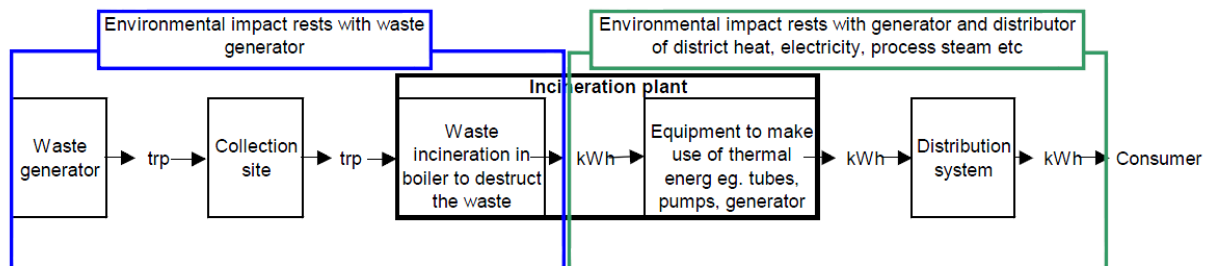 Environmental impact rests with waste
generator
Environmental impact rests with generator and distributor
of district heat, electricity, process steam etc
Incineration plant
Waste
generator
trp
Collection
site
trp
Waste
incineration in
boiler to destruct
the waste
kWh
Equipment to make
use of thermal
energ eg. tubes,
pumps, generator
kWh
Distribution
system
kWh
Consumer